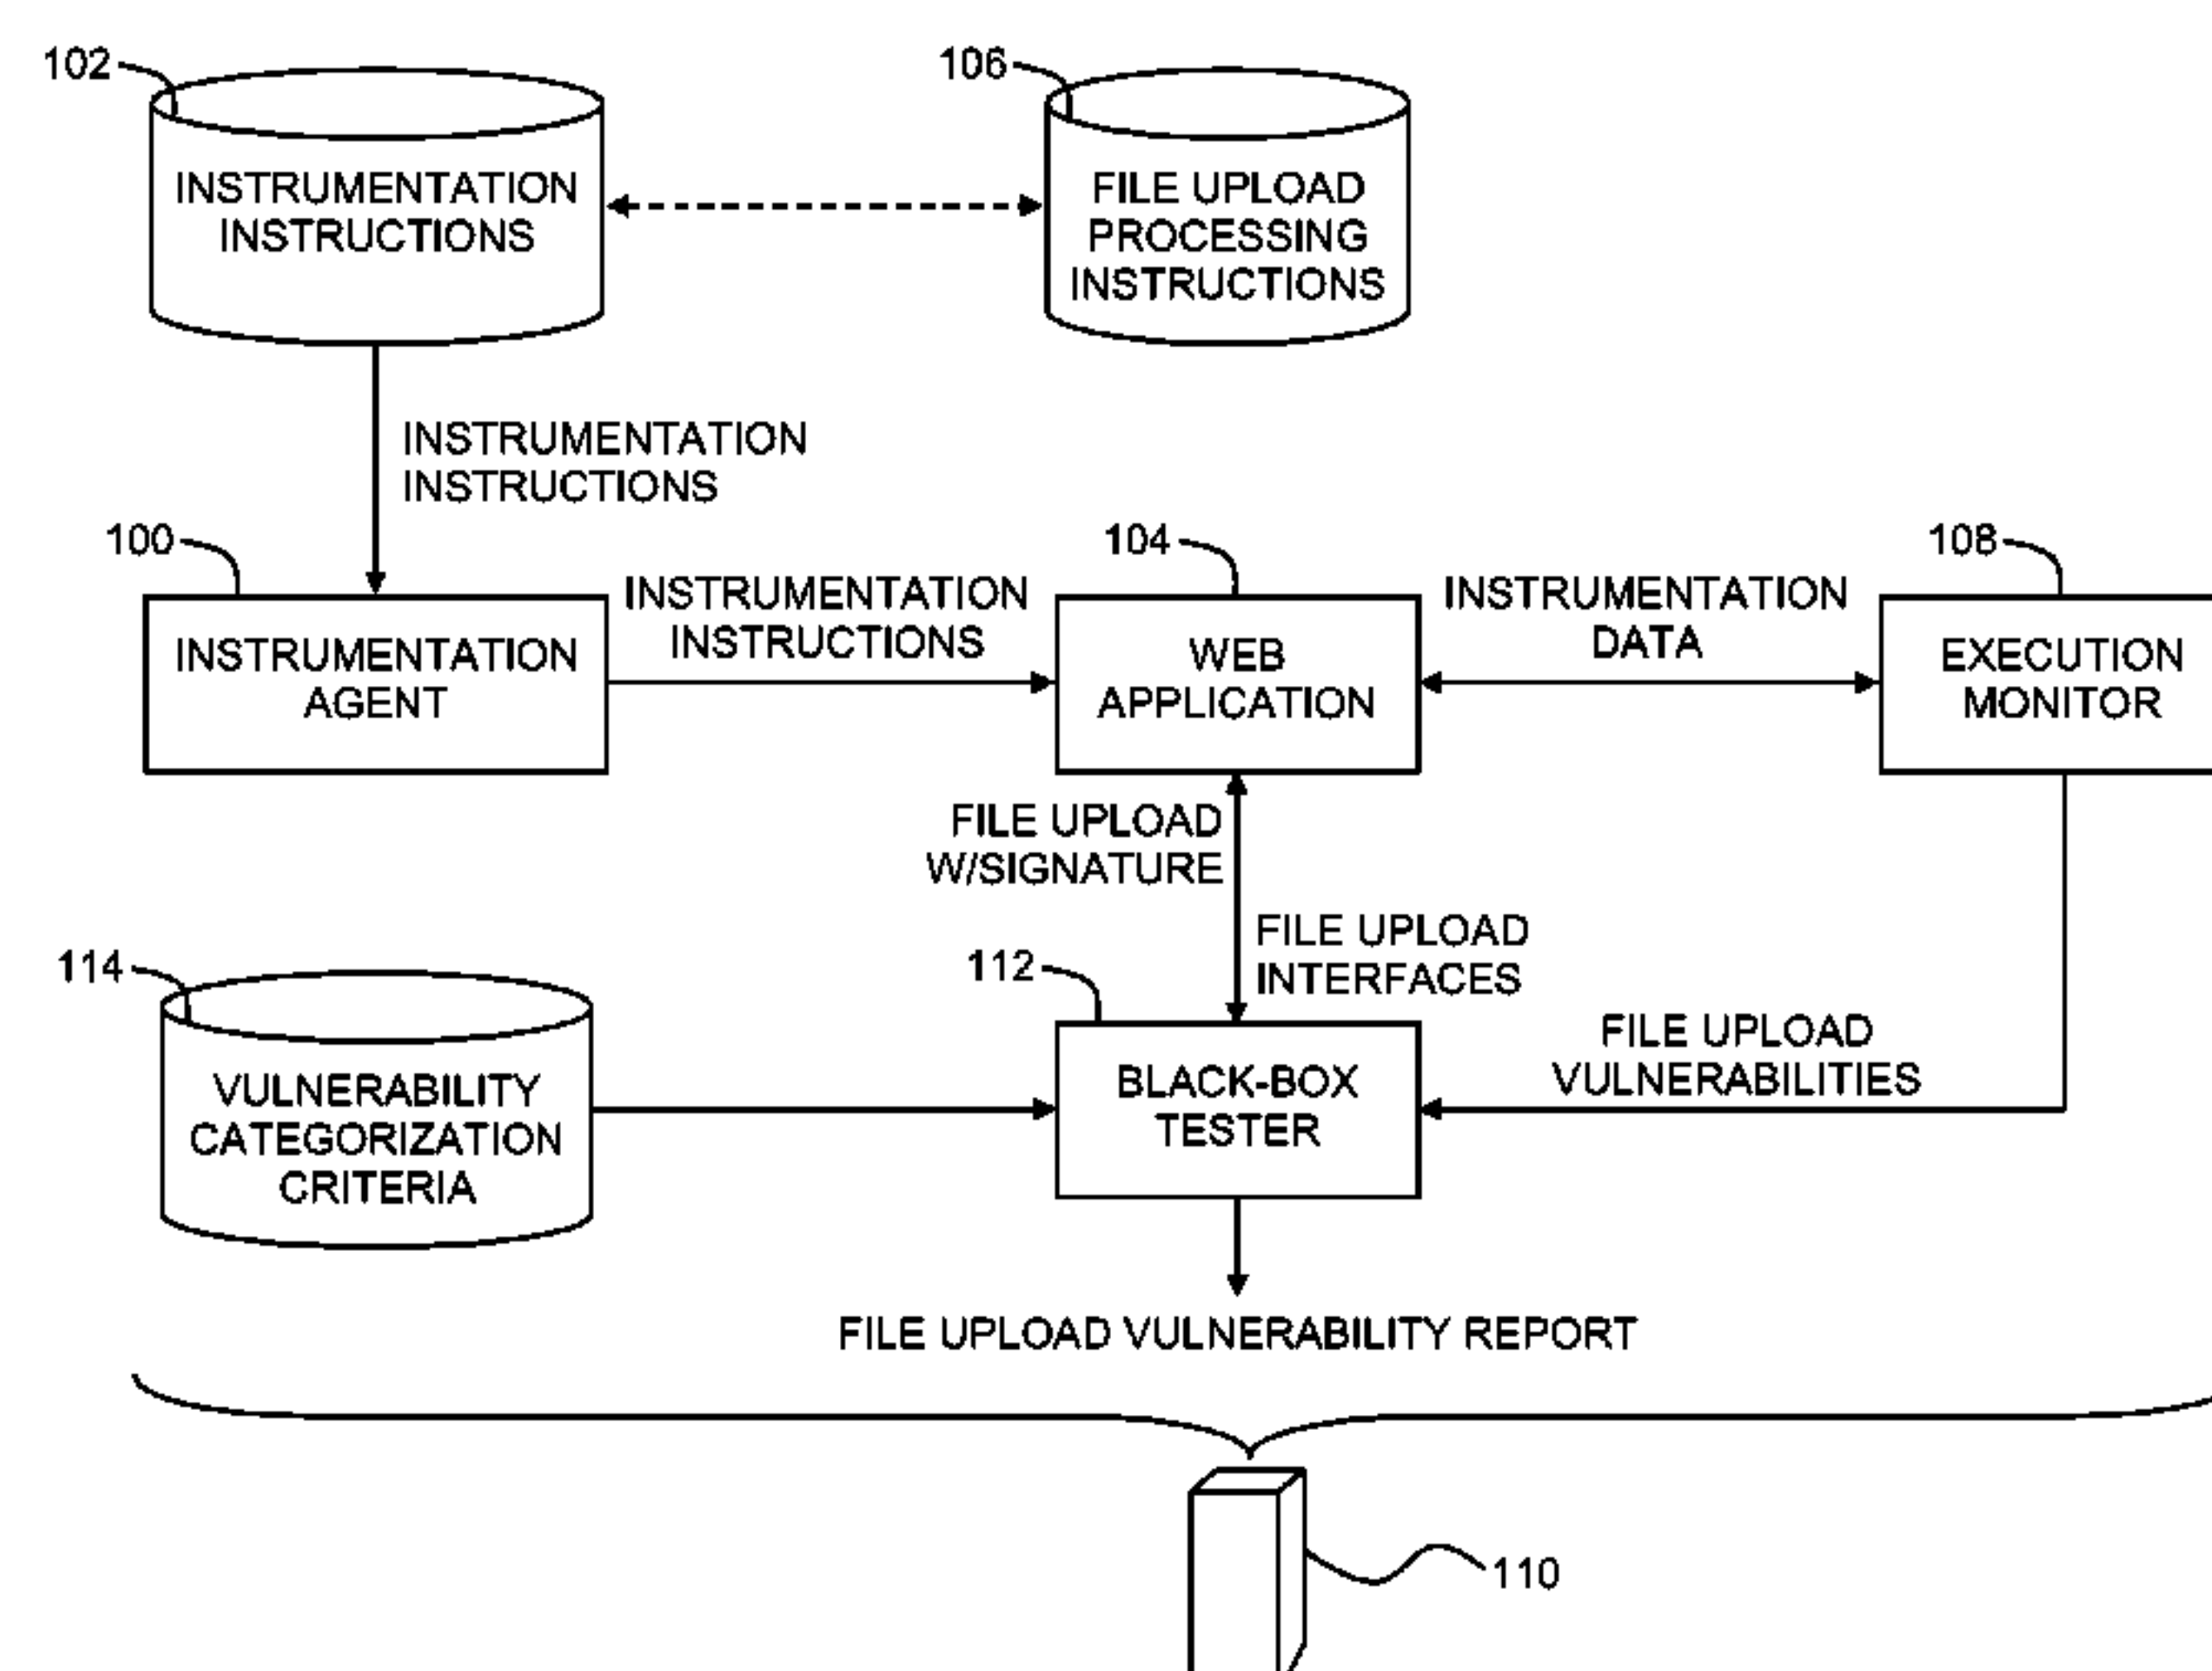 102
106
INSTRUMENTATION
INSTRUCTIONS
FILE UPLOAD
PROCESSING
INSTRUCTIONS
INSTRUMENTATION
INSTRUCTIONS
100
104
108
INSTRUMENTATION
AGENT
INSTRUMENTATION
INSTRUCTIONS
WEB
APPLICATION
INSTRUMENTATION
DATA
EXECUTION
MONITOR
FILE UPLOAD
W/SIGNATURE
FILE UPLOAD
INTERFACES
114
112
VULNERABILITY
CATEGORIZATION
CRITERIA
BLACK-BOX
TESTER
FILE UPLOAD
VULNERABILITIES
FILE UPLOAD VULNERABILITY REPORT
110